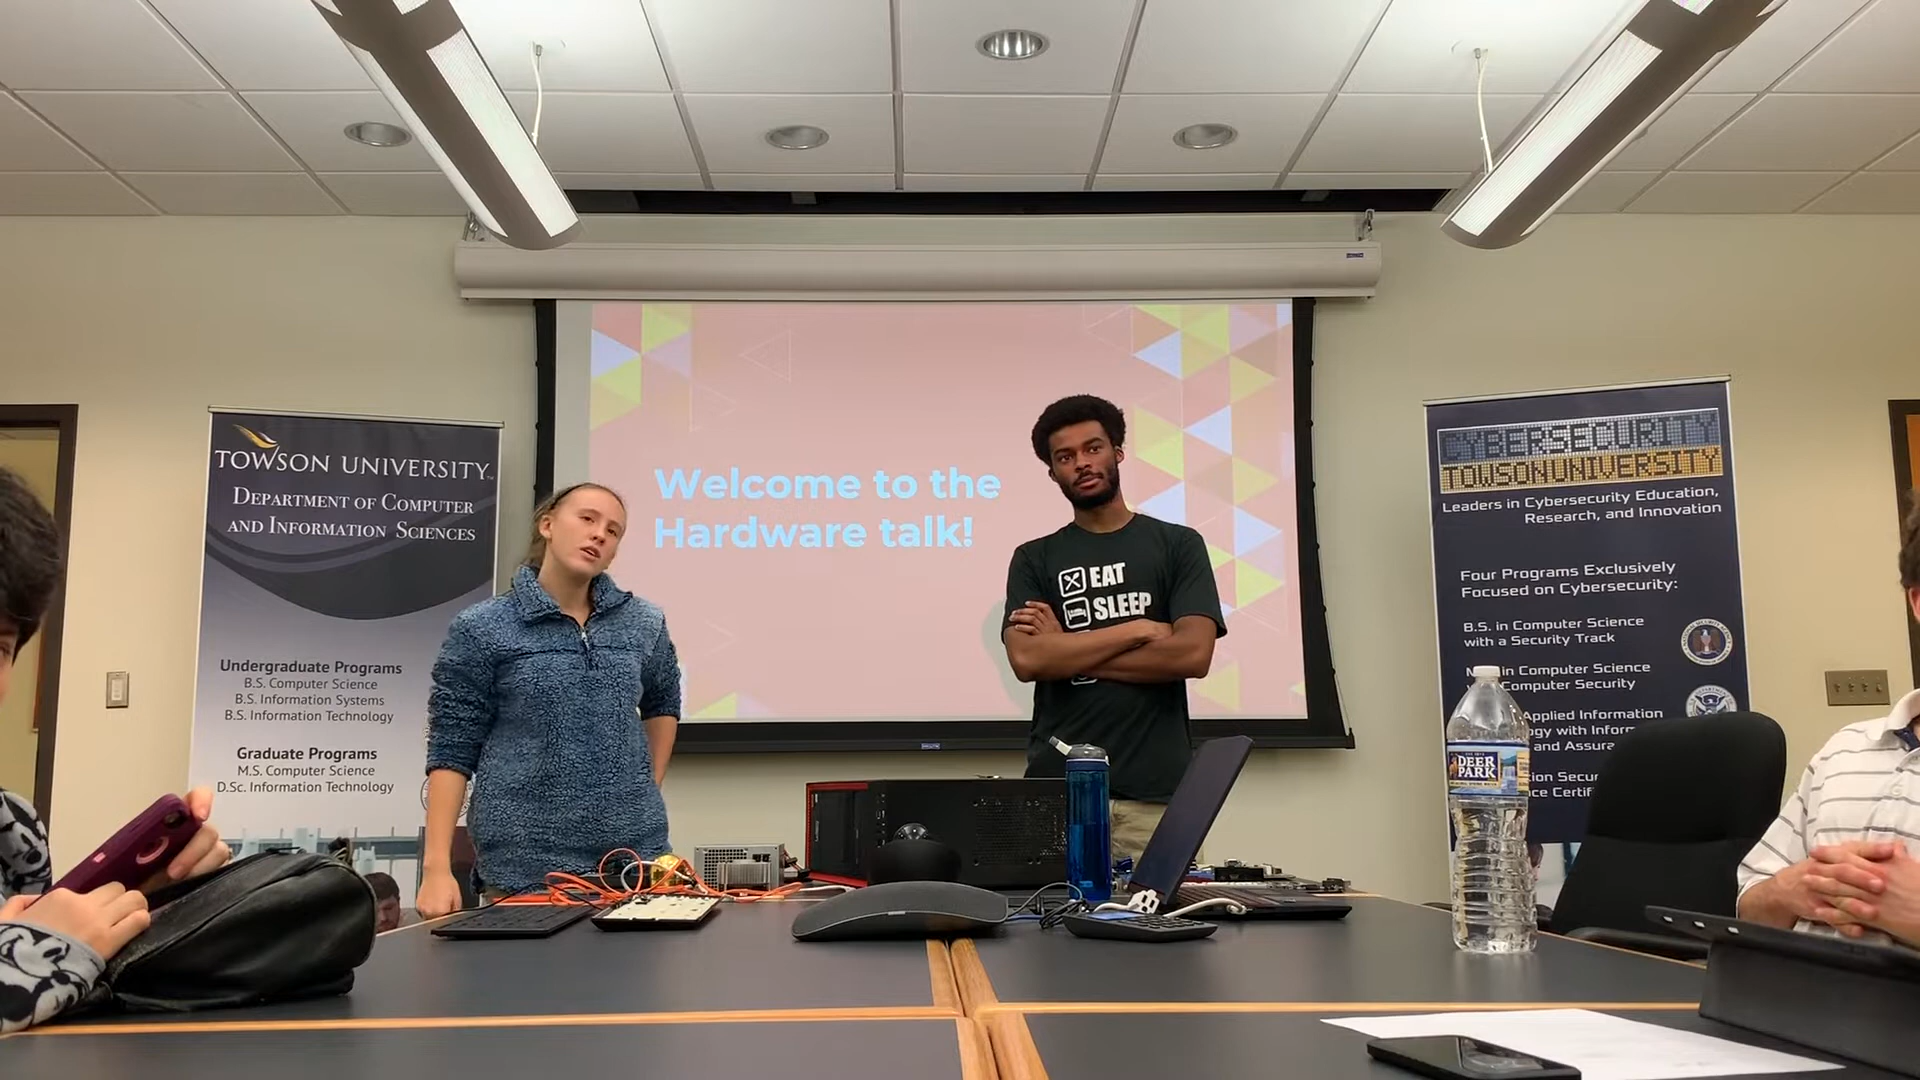 TOWSON UNIVERSITY
DEPARTMENT OF COMPUTER
AND INFORMATION SCIENCES
Undergraduate Programs
B.S. Computer Science
B.S. Information Systems
B.S. Information Technology
Graduate Programs
M.S. Computer Science
D.Sc. Information Technology
Welcome to the
Hardware talk!
EAT
SLEEP
CYBERSECURITY
TOWSON UNIVERSITY
Leaders in Cybersecurity Education,
Research, and Innovation
Four Programs Exclusively
Focused on Cybersecurity:
B.S. in Computer Science
with a Security Track
in Computer Science
Computer Security
Applied Information
with
and
DEER
PARK